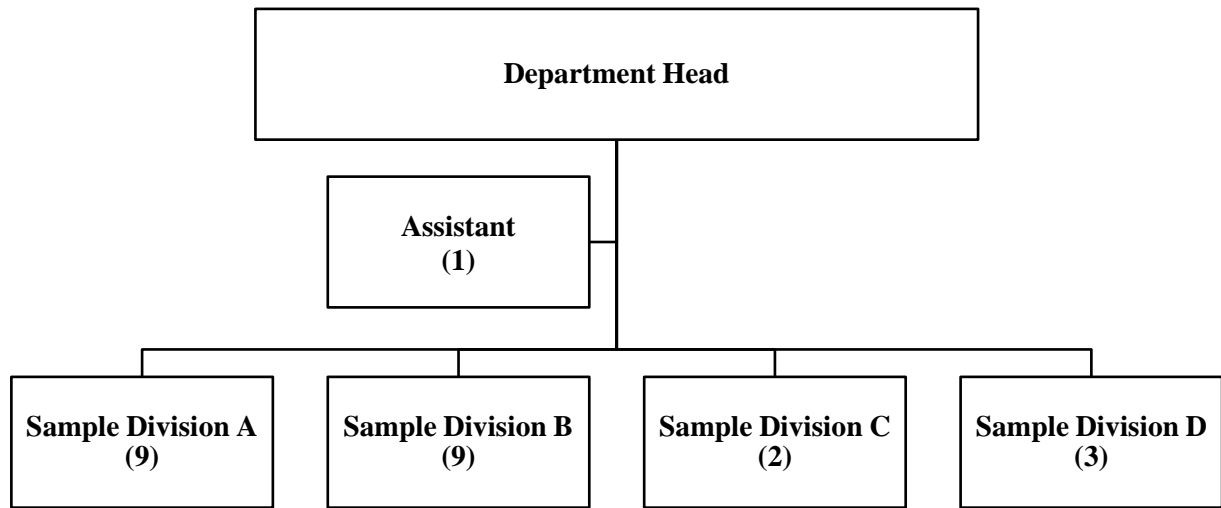 Department Head
Assistant
(1)
Sample Division A
(9)
Sample Division B
(9)
Sample Division C
(2)
Sample Division D
(3)